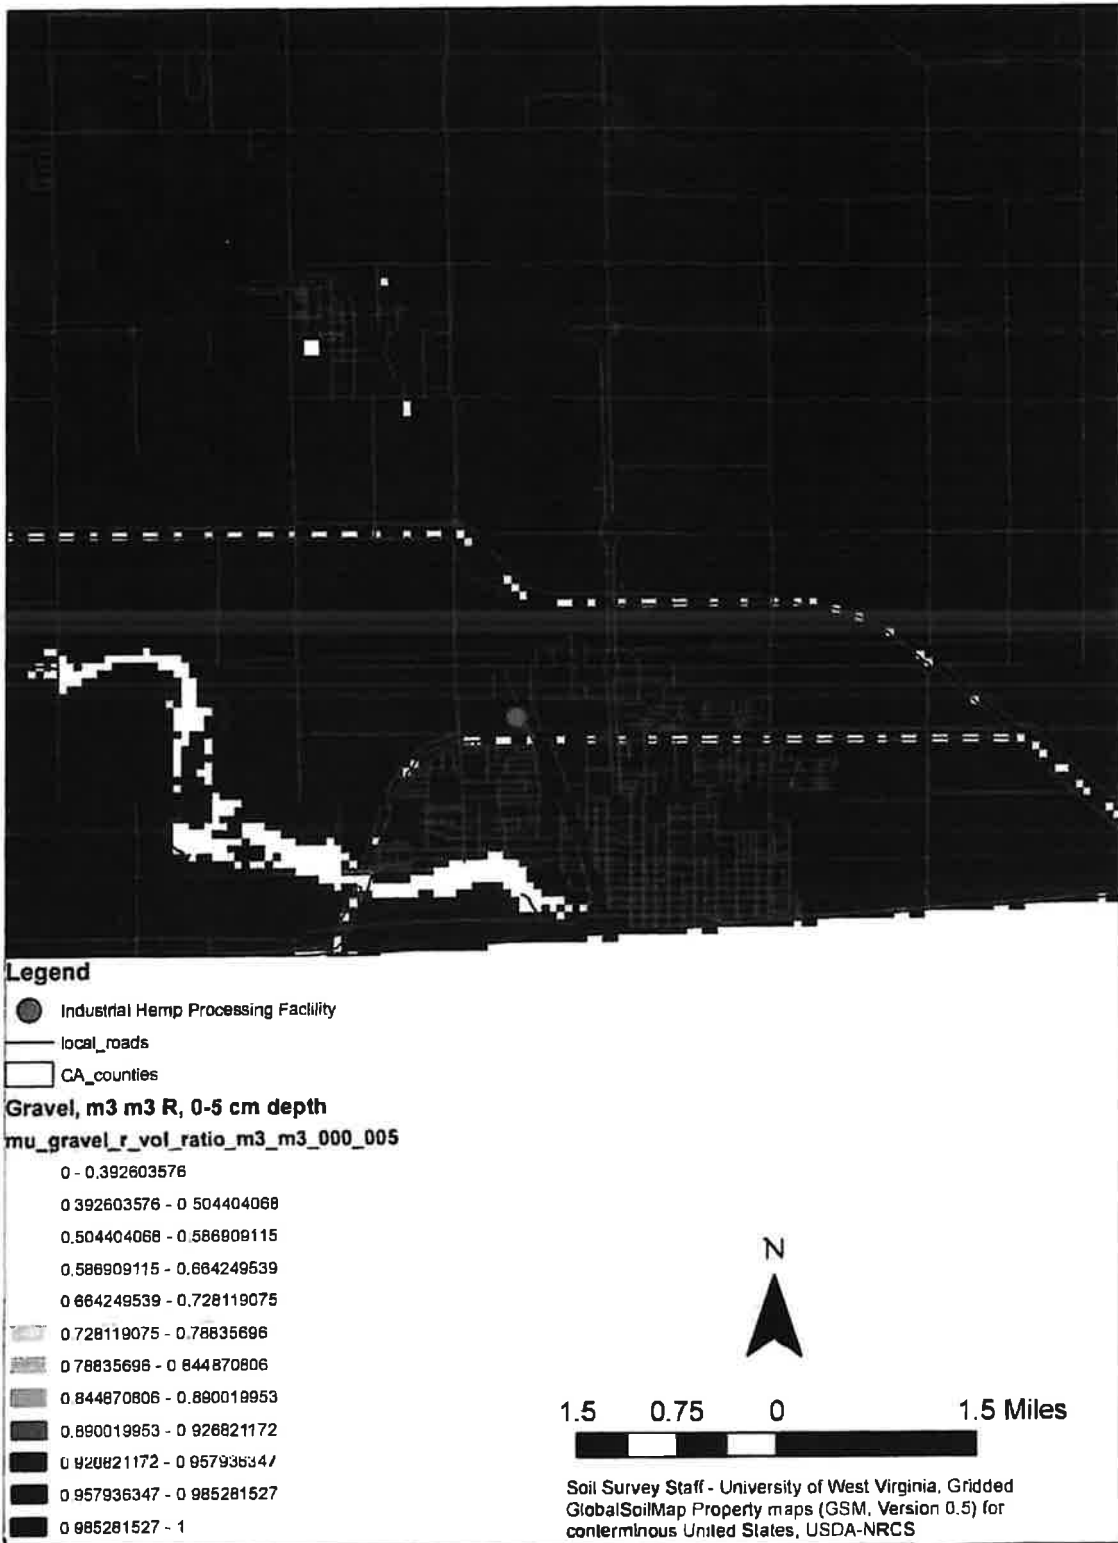 Legend
Industrial Hemp Processing Facility
local_roads
CA_counties
Gravel, m3 m3 R, 0-5 cm depth
mu_gravel_r_vol_ratio_m3_m3_000_005
0 - 0.392603576
0 392603576 - 0 504404068
0.504404068 - 0.586909115
0.586909115 - 0.664249539
0 664249539 - 0.728119075
0.728119075 - 0.78835696
0 78835696 - 0 844870806
0.844870806 - 0.890019953
0.890019953 - 0 926821172
0 926821172 - 0 957936347
0 957936347 - 0 985281527
0 985281527 - 1
N
1.5 0.75 0 1.5 Miles
Soil Survey Staff - University of West Virginia, Gridded
GlobalSoilMap Property maps (GSM, Version 0.5) for
conterminous United States, USDA-NRCS